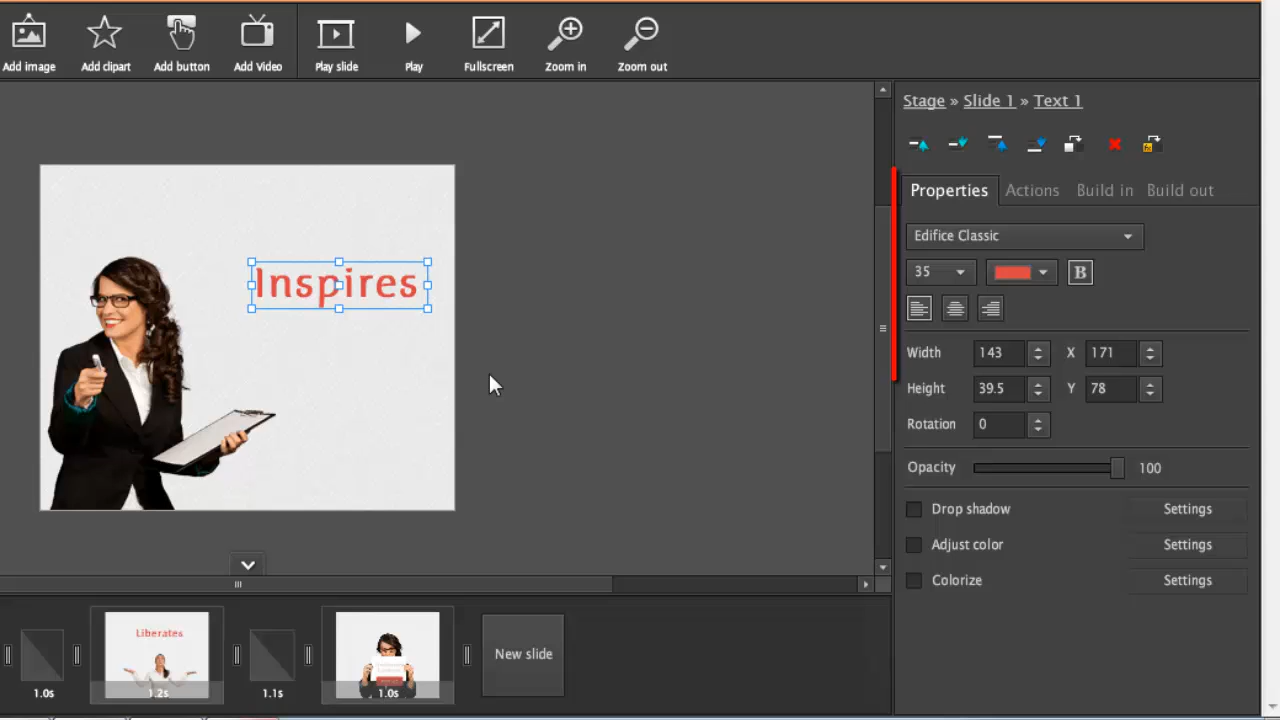 Add image Add clipart Add button Add Video Play slide Play Fullscreen Zoom in Zoom out
Stage » Slide 1 » Text 1
Properties Actions Build in Build out
Edifice Classic
35 B
Inspires
Width 143 X 171
Height 39.5 Y 78
Rotation 0
Opacity 100
Drop shadow Settings
Adjust color Settings
Colorize Settings
Liberates
New slide
1.0s 1.2s 1.1s 1.0s